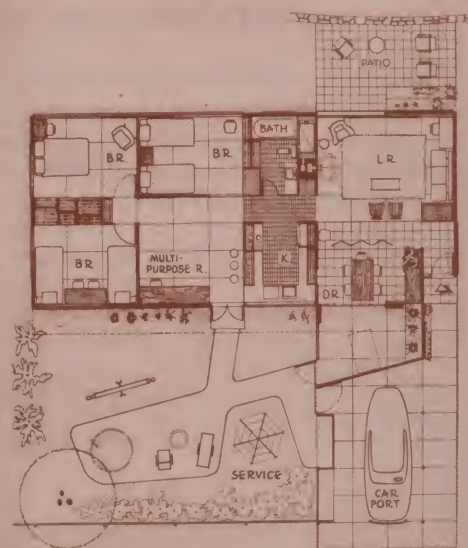 PATIO
BATH
B.R.
B.R.
L.R.
B.R.
MULTI-
PURPOSE R.
K.
D.R.
SERVICE
CAR
PORT